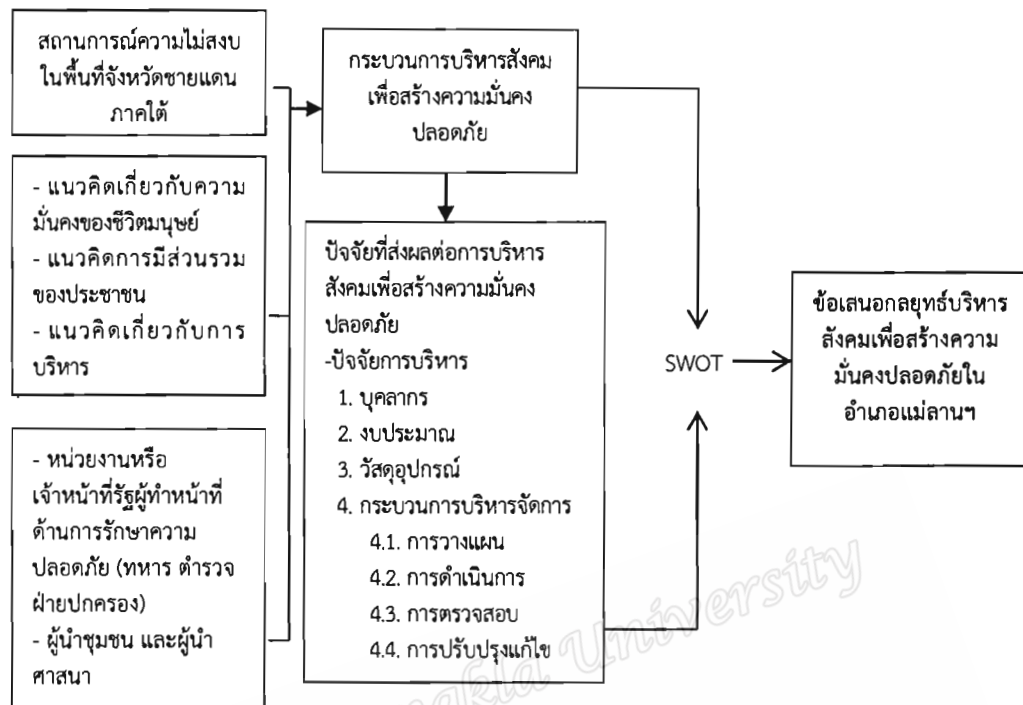 สถานการณ์ความไม่สงบ
ในพื้นที่จังหวัดชายแดน
ภาคใต้
- แนวคิดเกี่ยวกับความ
มั่นคงของชีวิตมนุษย์
- แนวคิดการมีส่วนรวม
ของประชาชน
- แนวคิดเกี่ยวกับการ
บริหาร
- หน่วยงานหรือ
เจ้าหน้าที่รัฐผู้ทำหน้าที่
ด้านการรักษาความ
ปลอดภัย (ทหาร ตำรวจ
ฝ่ายปกครอง)
- ผู้นำชุมชน และผู้นำ
ศาสนา
กระบวนการบริหารสังคม
เพื่อสร้างความมั่นคง
ปลอดภัย
ปัจจัยที่ส่งผลต่อการบริหาร
สังคมเพื่อสร้างความมั่นคง
ปลอดภัย
-ปัจจัยการบริหาร
1. บุคลากร
2. งบประมาณ
3. วัสดุอุปกรณ์
4. กระบวนการบริหารจัดการ
4.1. การวางแผน
4.2. การดำเนินการ
4.3. การตรวจสอบ
4.4. การปรับปรุงแก้ไข
SWOT
ข้อเสนอกลยุทธ์บริหาร
สังคมเพื่อสร้างความ
มั่นคงปลอดภัยใน
อำเภอแม่ลานฯ
University